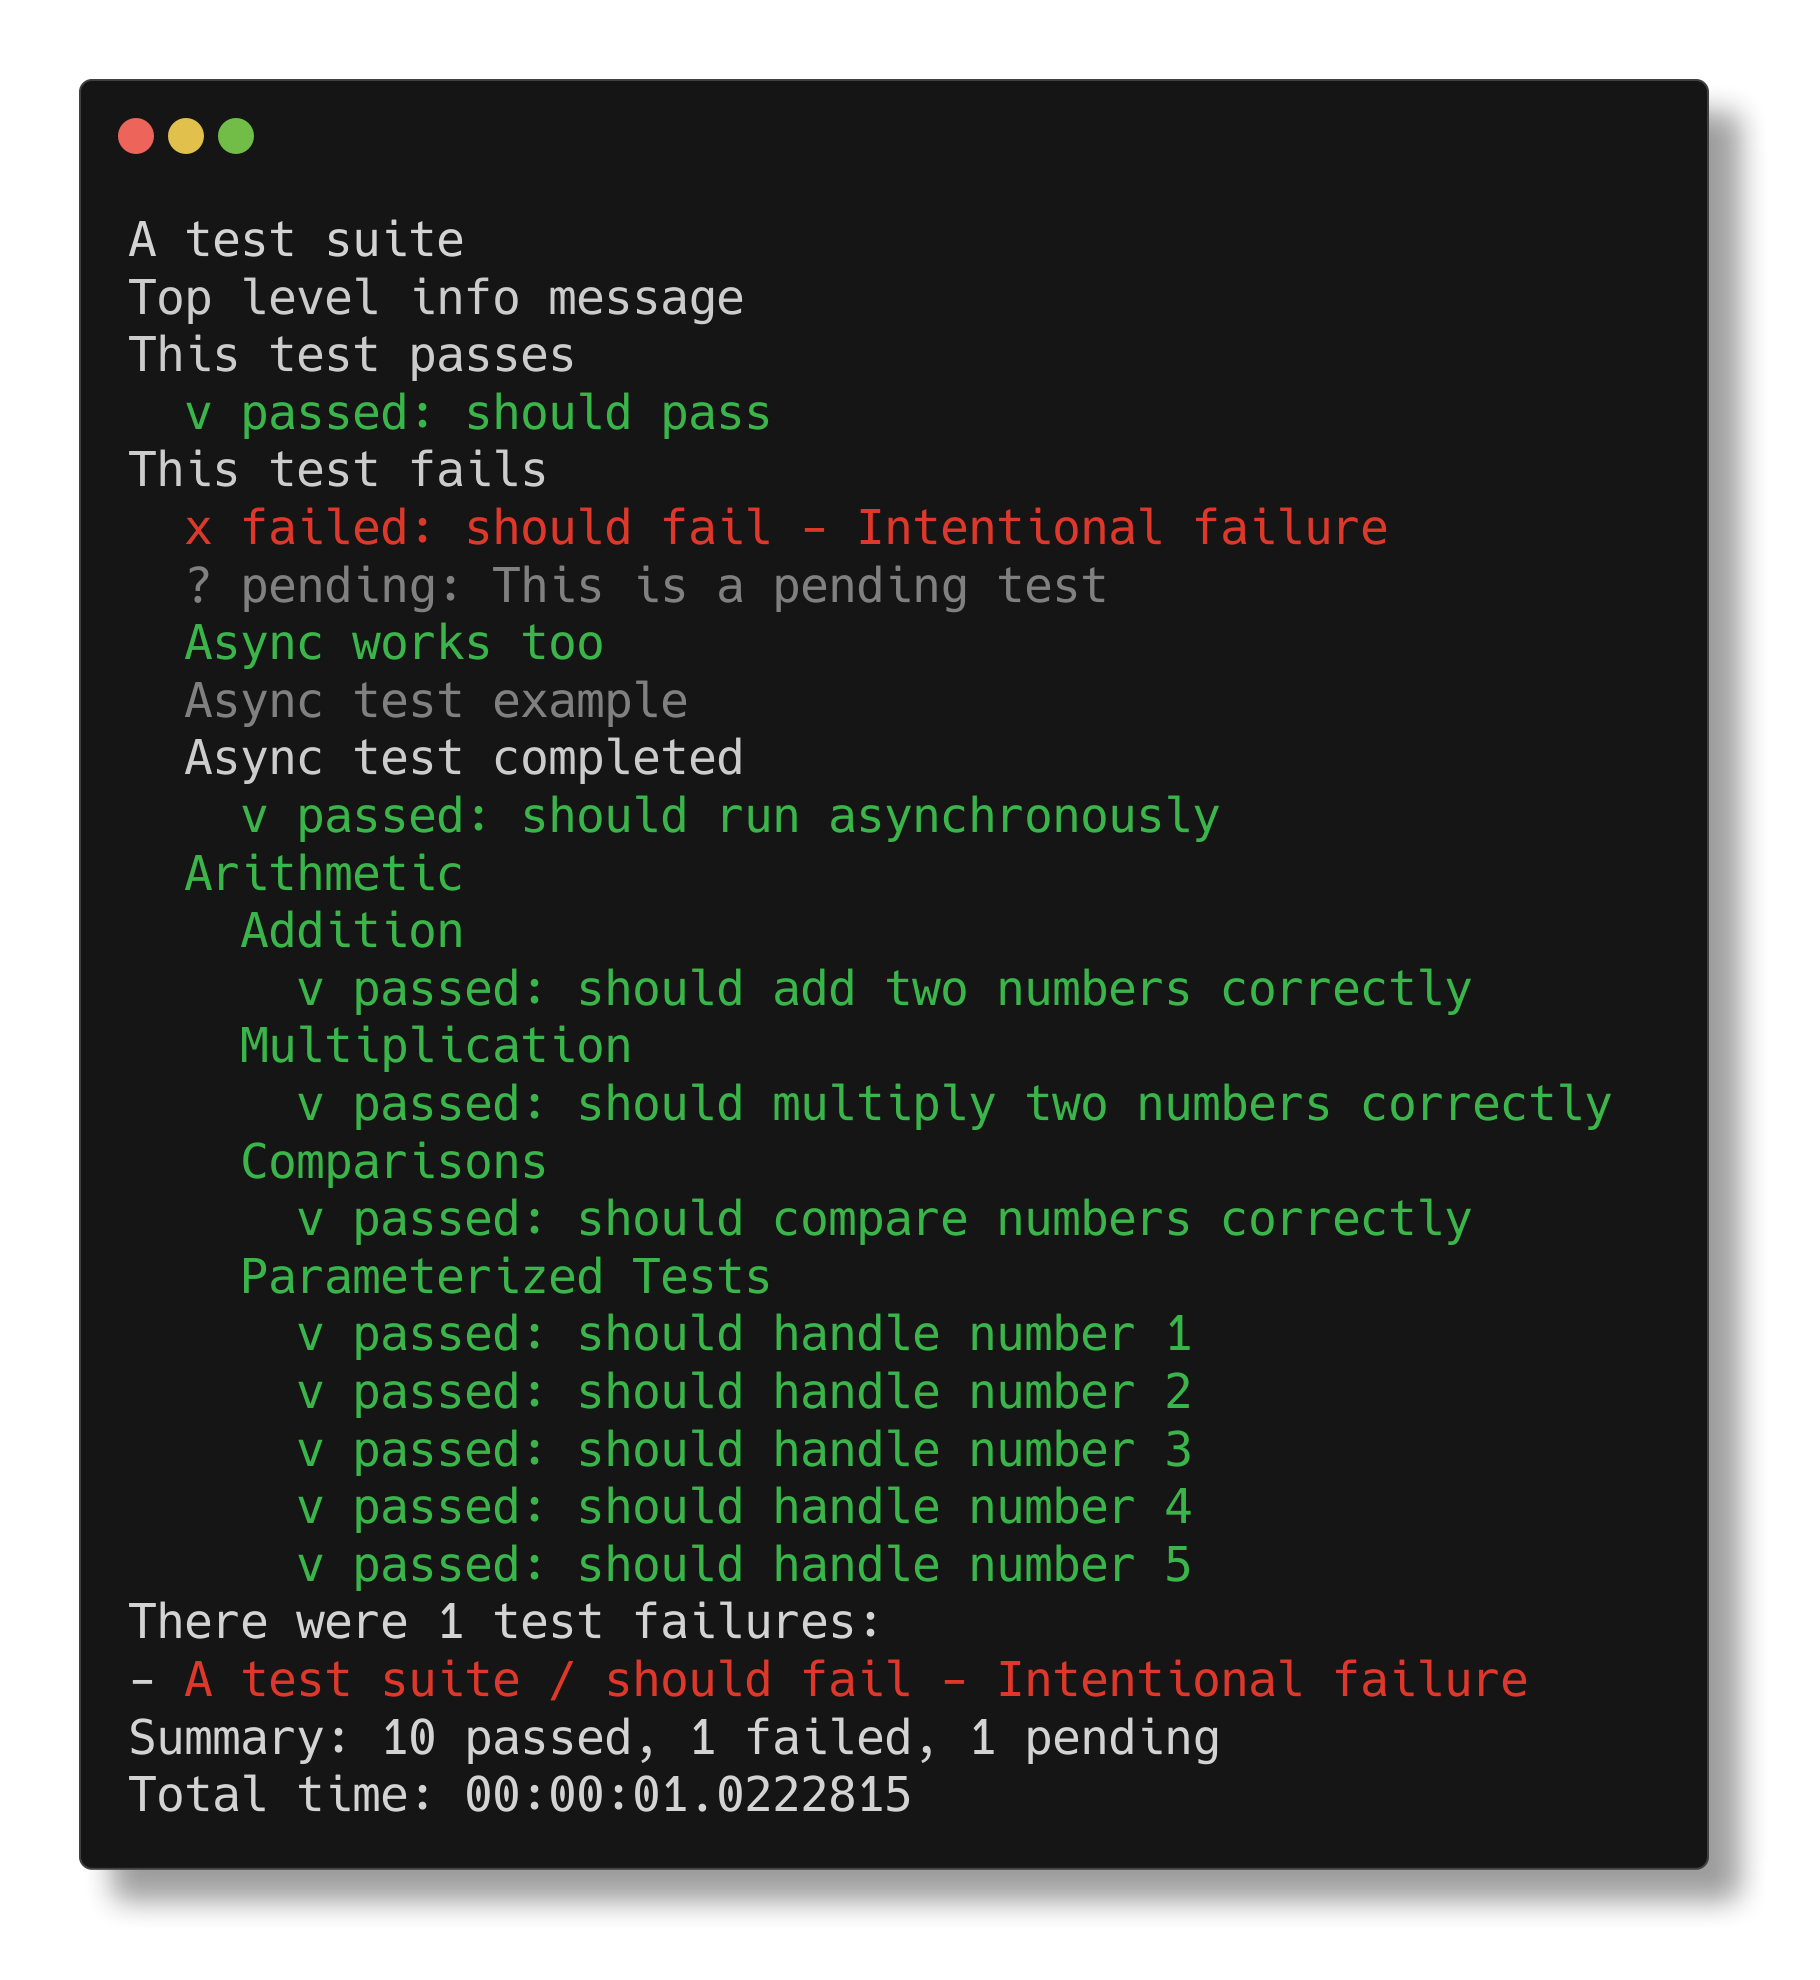 A test suite
Top level info message
This test passes
  v passed: should pass
This test fails
  x failed: should fail - Intentional failure
  ? pending: This is a pending test
  Async works too
  Async test example
  Async test completed
    v passed: should run asynchronously
  Arithmetic
    Addition
      v passed: should add two numbers correctly
    Multiplication
      v passed: should multiply two numbers correctly
    Comparisons
      v passed: should compare numbers correctly
    Parameterized Tests
      v passed: should handle number 1
      v passed: should handle number 2
      v passed: should handle number 3
      v passed: should handle number 4
      v passed: should handle number 5
There were 1 test failures:
- A test suite / should fail - Intentional failure
Summary: 10 passed, 1 failed, 1 pending
Total time: 00:00:01.0222815